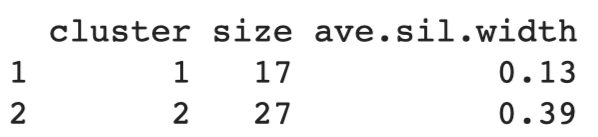 cluster size ave.sil.width
1 1 17 0.13
2 2 27 0.39